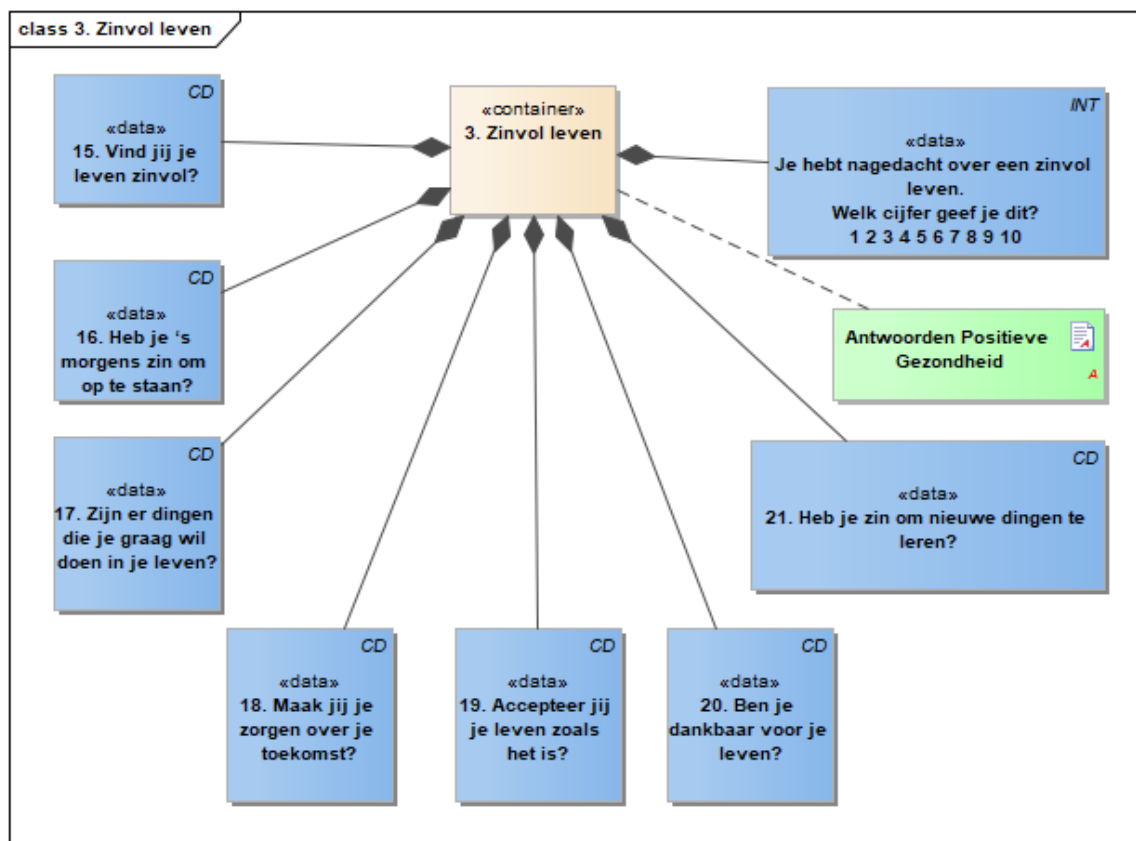 class 3. Zinvol leven
CD
«data»
15. Vind jij je
leven zinvol?
«container»
3. Zinvol leven
INT
«data»
Je hebt nagedacht over een zinvol
leven.
Welk cijfer geef je dit?
1 2 3 4 5 6 7 8 9 10
CD
«data»
16. Heb je ‘s
morgens zin om
op te staan?
Antwoorden Positieve
Gezondheid
A
A
CD
«data»
17. Zijn er dingen
die je graag wil
doen in je leven?
CD
«data»
21. Heb je zin om nieuwe dingen te
leren?
CD
«data»
18. Maak jij je
zorgen over je
toekomst?
CD
«data»
19. Accepteer jij
je leven zoals
het is?
CD
«data»
20. Ben je
dankbaar voor je
leven?